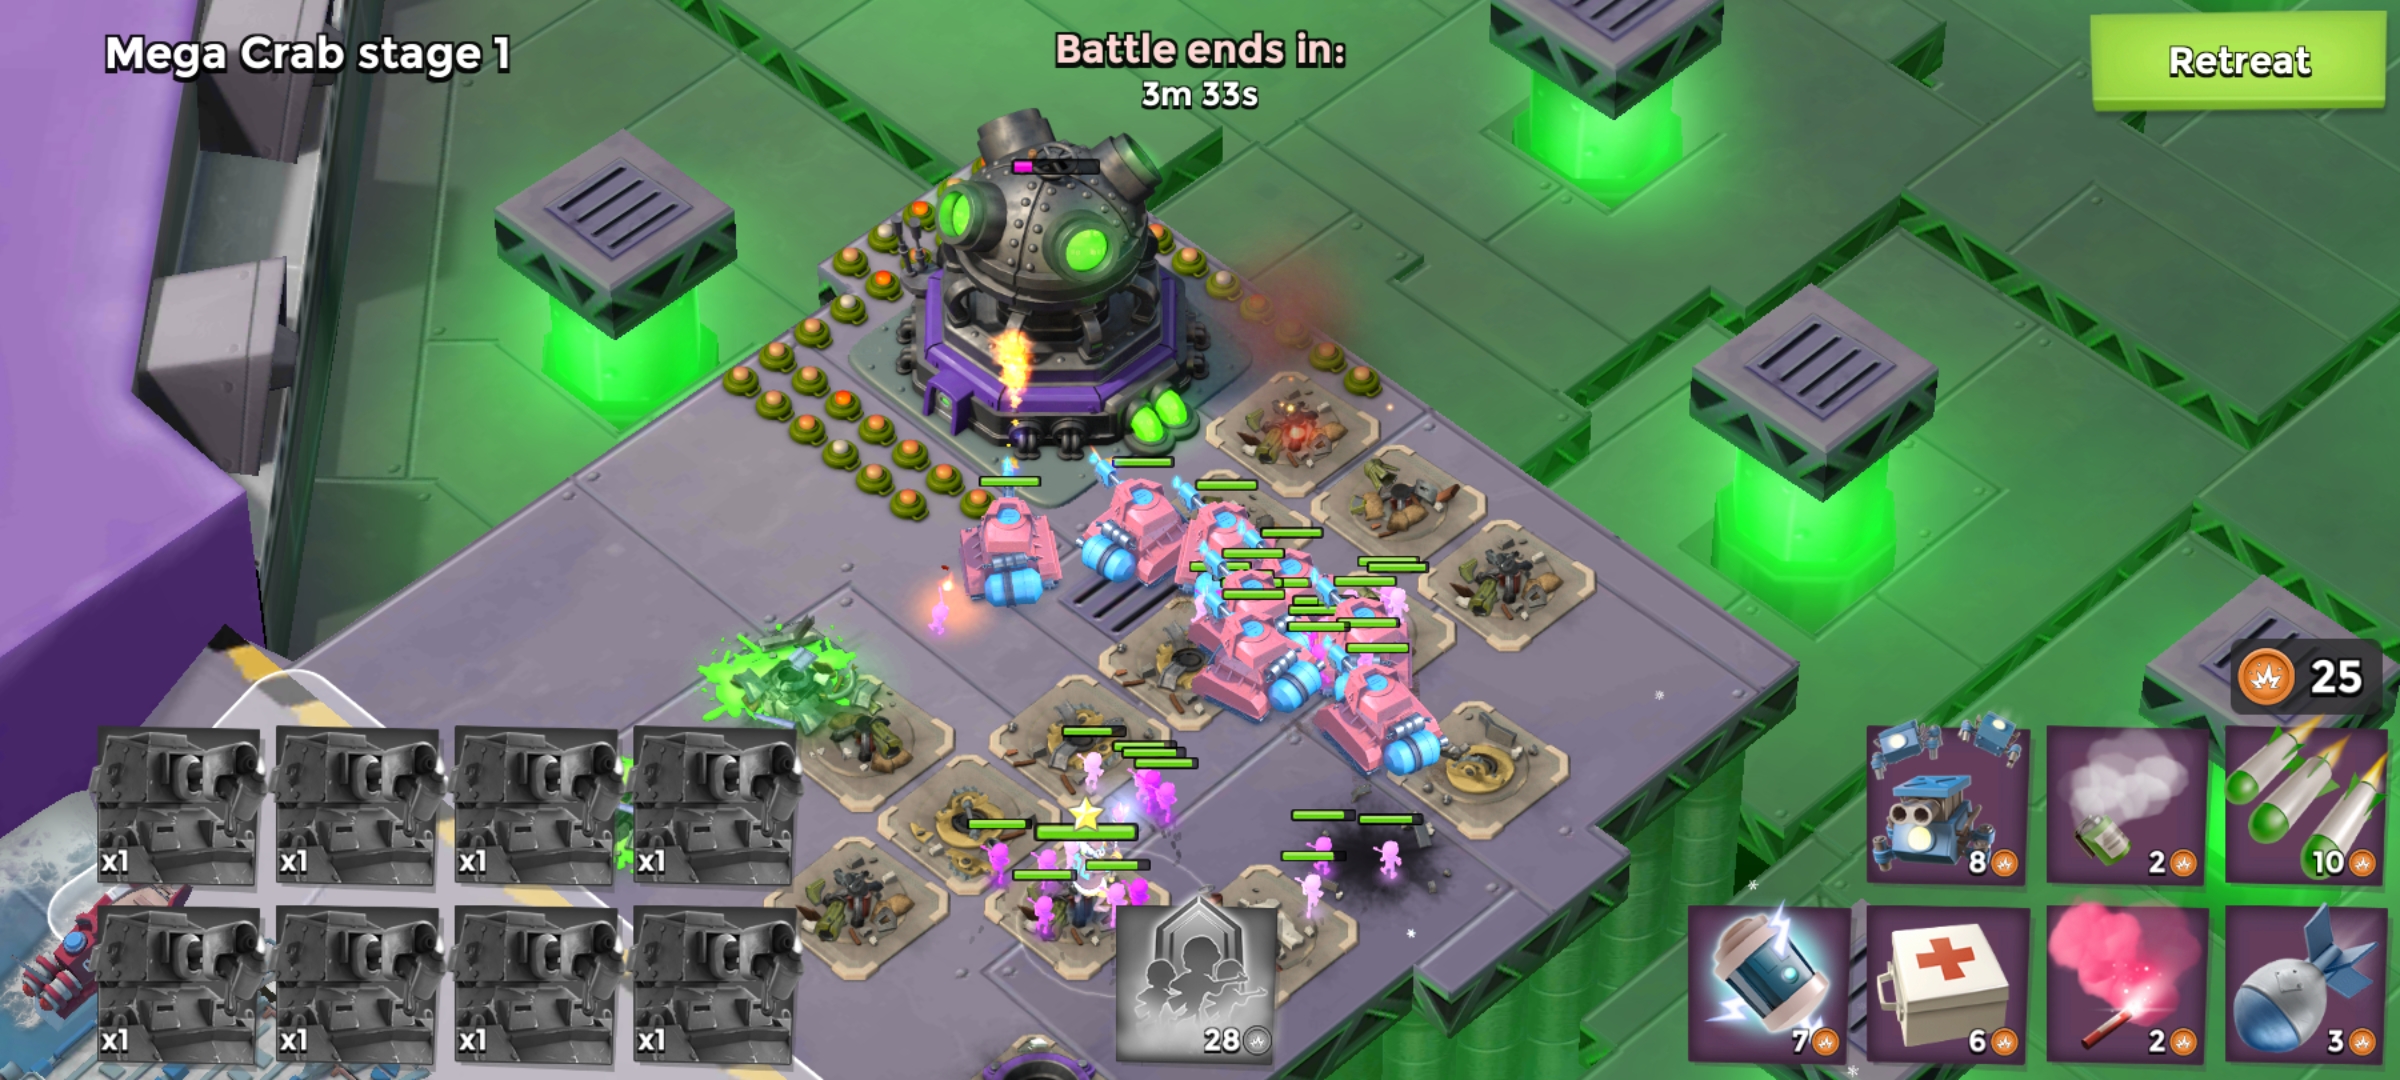 Mega Crab stage 1
Battle ends in:
3m 33s
Retreat
25
x1
x1
x1
x1
8
2
10
x1
x1
x1
x1
28
7
6
2
3